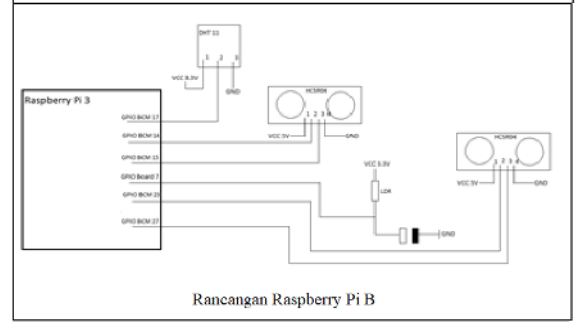 DHT 11
1 2 3
VCC 3.3V
GND
Raspberry Pi 3
GPIO BCM 17
GPIO BCM 14
GPIO BCM 15
GPIO Board 7
GPIO BCM 23
GPIO BCM 27
HCSR04
1 2 3 4
VCC 5V
GND
HCSR04
1 2 3 4
VCC 5V
GND
VCC 3.3V
LDR
GND
Rancangan Raspberry Pi B